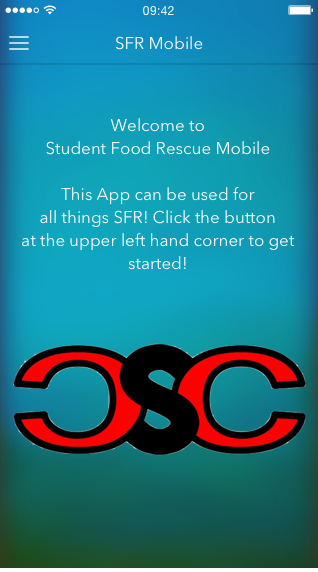 09:42
SFR Mobile
Welcome to
Student Food Rescue Mobile
This App can be used for
all things SFR! Click the button
at the upper left hand corner to get
started!
CSC